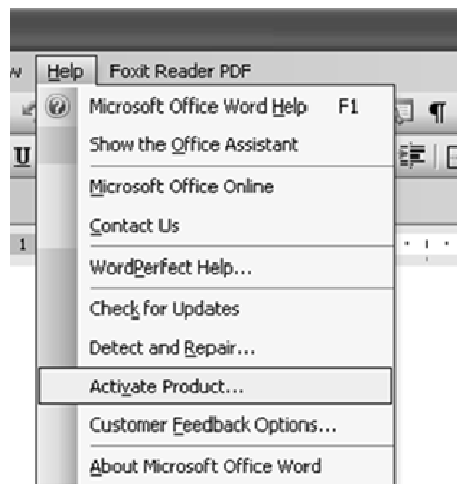 w Help Foxit Reader PDF
Microsoft Office Word Help F1
Show the Office Assistant
U
Microsoft Office Online
Contact Us
1
WordPerfect Help...
Check for Updates
Detect and Repair...
Activate Product...
Customer Feedback Options...
About Microsoft Office Word